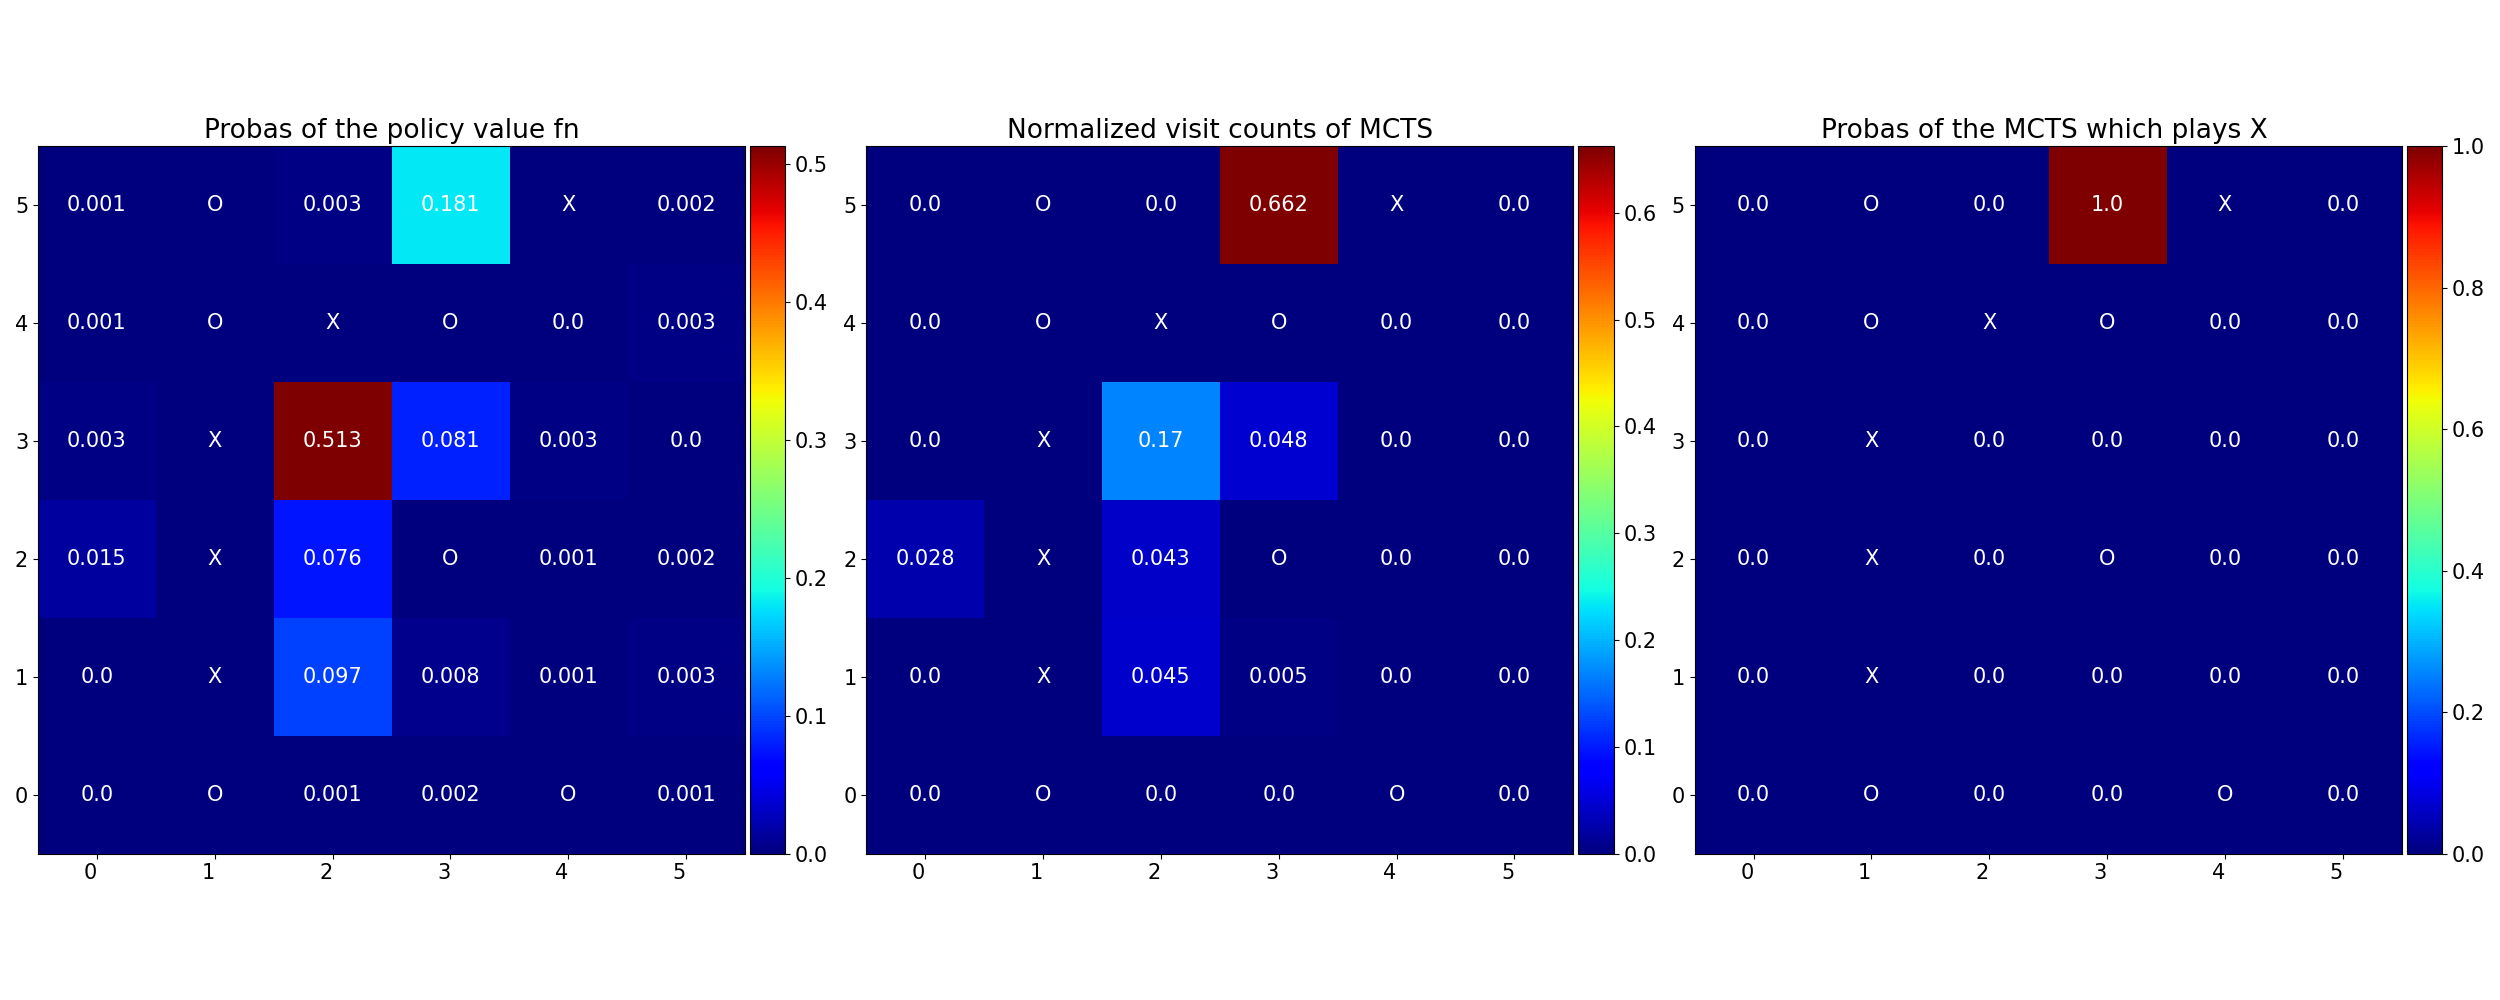 Probas of the policy value fn
5 0.001 O 0.003 0.181 X 0.002
4 0.001 O X O 0.0 0.003
3 0.003 X 0.513 0.081 0.003 0.0
2 0.015 X 0.076 O 0.001 0.002
1 0.0 X 0.097 0.008 0.001 0.003
0 0.0 O 0.001 0.002 O 0.001
0 1 2 3 4 5
0.5
0.4
0.3
0.2
0.1
0.0
Normalized visit counts of MCTS
5 0.0 O 0.0 0.662 X 0.0
4 0.0 O X O 0.0 0.0
3 0.0 X 0.17 0.048 0.0 0.0
2 0.028 X 0.043 O 0.0 0.0
1 0.0 X 0.045 0.005 0.0 0.0
0 0.0 O 0.0 0.0 O 0.0
0 1 2 3 4 5
0.6
0.5
0.4
0.3
0.2
0.1
0.0
Probas of the MCTS which plays X
5 0.0 O 0.0 1.0 X 0.0
4 0.0 O X O 0.0 0.0
3 0.0 X 0.0 0.0 0.0 0.0
2 0.0 X 0.0 O 0.0 0.0
1 0.0 X 0.0 0.0 0.0 0.0
0 0.0 O 0.0 0.0 O 0.0
0 1 2 3 4 5
1.0
0.8
0.6
0.4
0.2
0.0